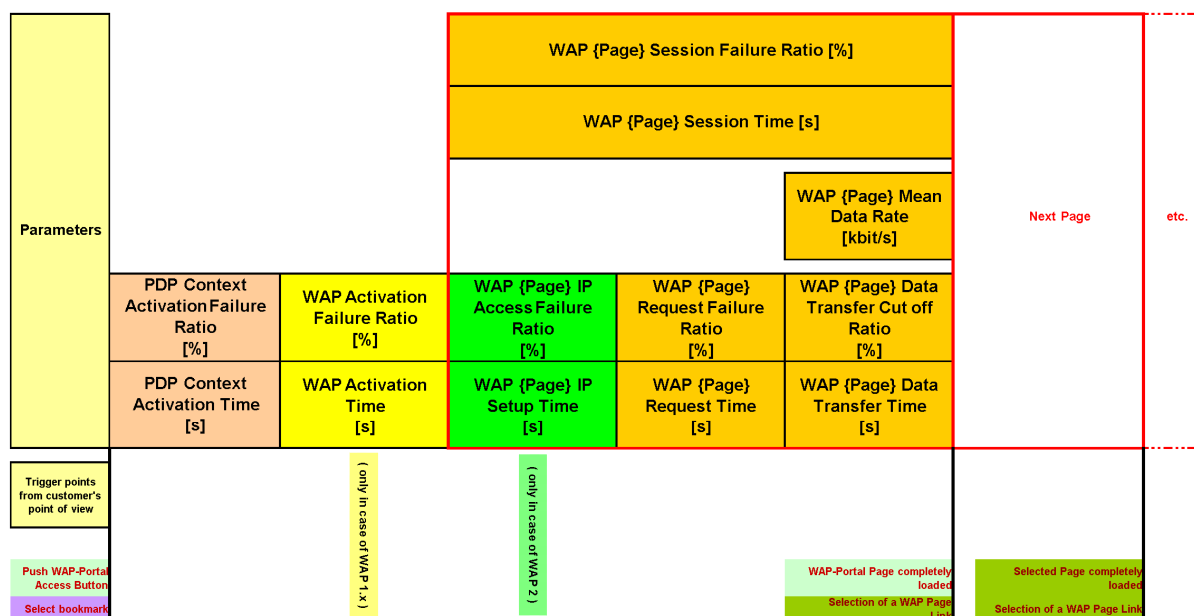 WAP {Page} Session Failure Ratio [%]
WAP {Page} Session Time [s]
Parameters
WAP {Page} Mean
Data Rate
[kbit/s]
Next Page
etc.
PDP Context
Activation Failure
Ratio
[%]
WAP Activation
Failure Ratio
[%]
WAP {Page} IP
Access Failure
Ratio
[%]
WAP {Page}
Request Failure
Ratio
[%]
WAP {Page} Data
Transfer Cut off
Ratio
[%]
PDP Context
Activation Time
[s]
WAP Activation
Time
[s]
WAP {Page} IP
Setup Time
[s]
WAP {Page}
Request Time
[s]
WAP {Page} Data
Transfer Time
[s]
Trigger points
from customer's
point of view
( only in case of WAP 1.x )
( only in case of WAP 2 )
Push WAP-Portal
Access Button
WAP-Portal Page completely
loaded
Selected Page completely
loaded
Select bookmark
Selection of a WAP Page
Link
Selection of a WAP Page Link